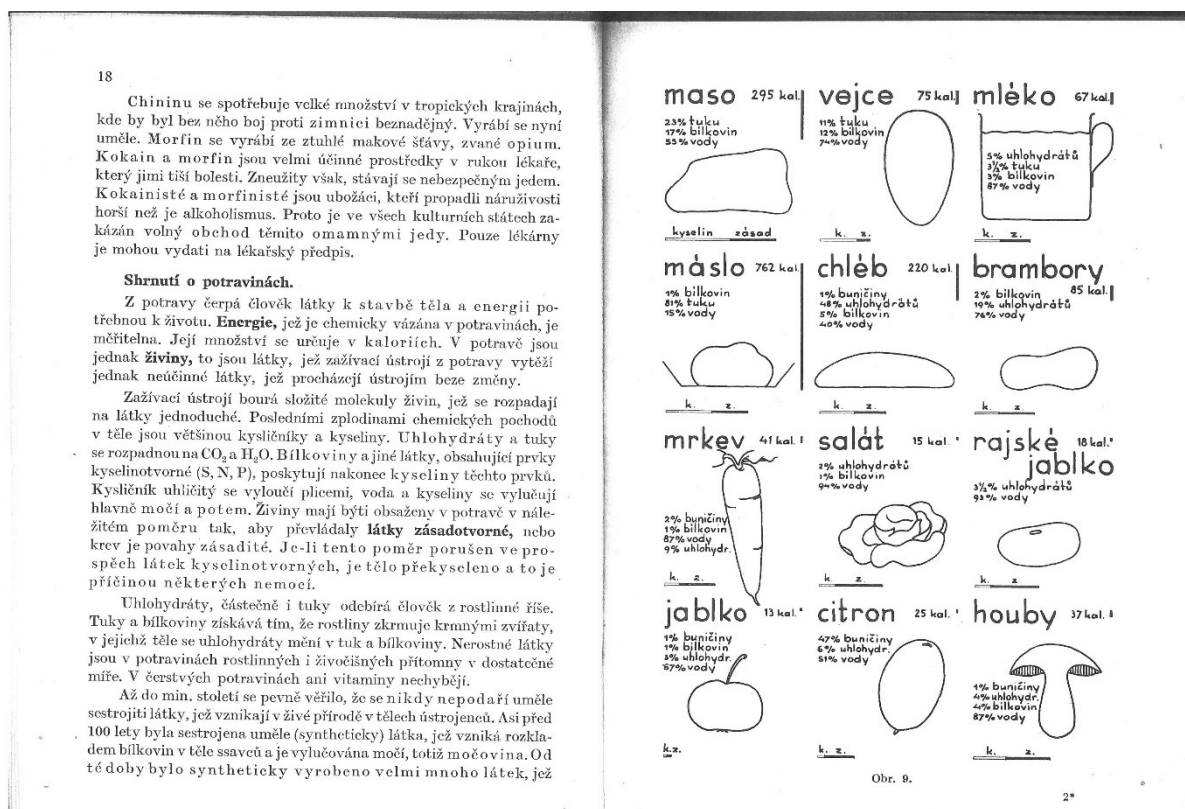 18
Chininu se spotřebuje velké množství v tropických krajinách,
kde by byl bez něho boj proti zimnici beznadějný. Vyrábí se nyní
uměle. Morfin se vyrábí ze ztuhlé makové šťávy, zvané opium.
Kokain a morfin jsou velmi účinné prostředky v rukou lékaře,
který jimi tiší bolesti. Zneužity však, stávají se nebezpečným jedem.
Kokainisté a morfinisté jsou ubožáci, kteří propadli náruživosti
horší než je alkoholismus. Proto je ve všech kulturních státech za-
kázán volný obchod těmito omamnými jedy. Pouze lékárny
je mohou vydati na lékařský předpis.
Shrnutí o potravinách.
Z potravy čerpá člověk látky k stavbě těla a energii po-
třebnou k životu. Energie, jež je chemicky vázána v potravinách, je
měřitelna. Její množství se určuje v kaloriích. V potravě jsou
jednak živiny, to jsou látky, jež zažívací ústrojí z potravy vytěží
jednak neúčinné látky, jež procházejí ústrojím beze změny.
Zažívací ústrojí bourá složité molekuly živin, jež se rozpadají
na látky jednoduché. Posledními zplodinami chemických pochodů
v těle jsou většinou kysličníky a kyseliny. Uhlohydráty a tuky
se rozpadnou na CO₂ a H₂O. Bílkoviny a jiné látky, obsahující prvky
kyselinotvorné (S, N, P), poskytují nakonec kyseliny těchto prvků.
Kysličník uhličitý se vyloučí plicemi, voda a kyseliny se vylučují
hlavně močí a potem. Živiny mají býti obsaženy v potravě v nále-
žitém poměru tak, aby převládaly látky zásadotvorné, nebo
krev je povahy zásadité. Je-li tento poměr porušen ve pro-
spěch látek kyselinotvorných, je tělo překyseleno a to je
příčinou některých nemocí.
Uhlohydráty, částečně i tuky odebírá člověk z rostlinné říše.
Tuky a bílkoviny získává tím, že rostliny zkrmuje krmnými zvířaty,
v jejichž těle se uhlohydráty mění v tuk a bílkoviny. Nerostné látky
jsou v potravinách rostlinných i živočišných přítomny v dostatečné
míře. V čerstvých potravinách ani vitaminy nechybějí.
Až do min. století se pevně věřilo, že se nikdy nepodaří uměle
sestrojiti látky, jež vznikají v živé přírodě v tělech ústrojenců. Asi před
100 lety byla sestrojena uměle (syntheticky) látka, jež vzniká rozkla-
dem bílkovin v těle ssavců a je vylučována močí, totiž močovina. Od
té doby bylo syntheticky vyrobeno velmi mnoho látek, jež
maso 295 kal.
23% tuku
17% bílkovin
55% vody
kyselin zásad
vejce 75 kal.
11% tuku
12% bílkovin
74% vody
k. z.
mléko 67 kal.
5% uhlohydrátů
3½% tuku
3% bílkovin
87% vody
k. z.
máslo 762 kal.
1% bílkovin
81% tuku
15% vody
k. z.
chléb 220 kal.
1% buničiny
48% uhlohydrátů
5% bílkovin
40% vody
k. z.
brambory
85 kal.
2% bílkovin
19% uhlohydrátů
76% vody
k. z.
mrkev 41 kal.
2% buničiny
1% bílkovin
87% vody
9% uhlohydr.
k. z.
salát 15 kal.
2% uhlohydrátů
1% bílkovin
94% vody
k. z.
rajské 18 kal.
jablko
3½% uhlohydrátů
93% vody
k. z
jablko 13 kal.
1% buničiny
1% bílkovin
3% uhlohydr.
67% vody
k.z.
citron 25 kal.
47% buničiny
6% uhlohydr.
51% vody
k. z.
houby 37 kal.
1% buničiny
4% uhlohydr.
4% bílkovin
87% vody
k. z.
Obr. 9.
2*